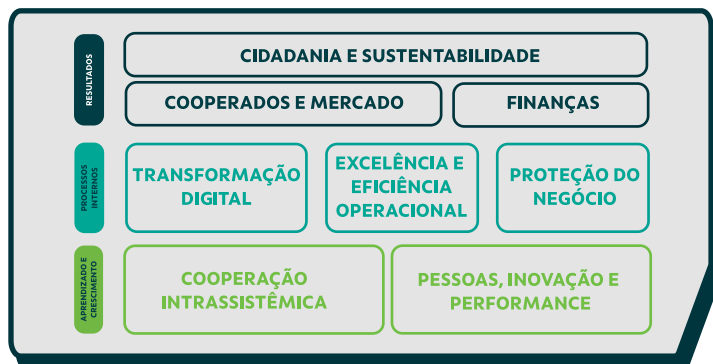 RESULTADOS
CIDADANIA E SUSTENTABILIDADE
COOPERADOS E MERCADO
FINANÇAS
PROCESSOS
INTERNOS
TRANSFORMAÇÃO
DIGITAL
EXCELÊNCIA E
EFICIÊNCIA
OPERACIONAL
PROTEÇÃO DO
NEGÓCIO
APRENDIZADO E
CRESCIMENTO
COOPERAÇÃO
INTRASSISTÊMICA
PESSOAS, INOVAÇÃO E
PERFORMANCE